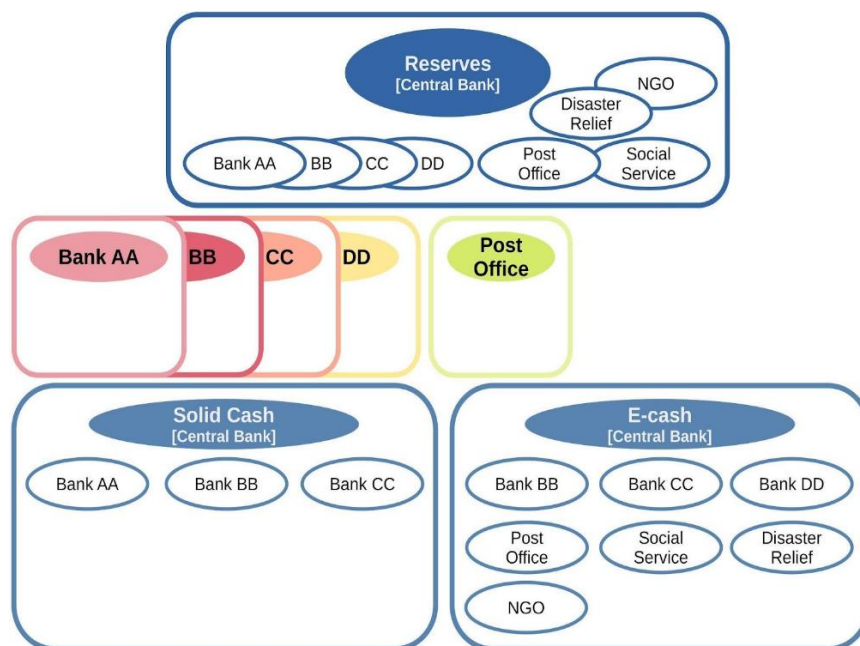 Reserves
[Central Bank]
NGO
Disaster
Relief
Bank AA
BB
CC
DD
Post
Office
Social
Service
Bank AA
BB
CC
DD
Post
Office
Solid Cash
[Central Bank]
Bank AA
Bank BB
Bank CC
E-cash
[Central Bank]
Bank BB
Bank CC
Bank DD
Post
Office
Social
Service
Disaster
Relief
NGO